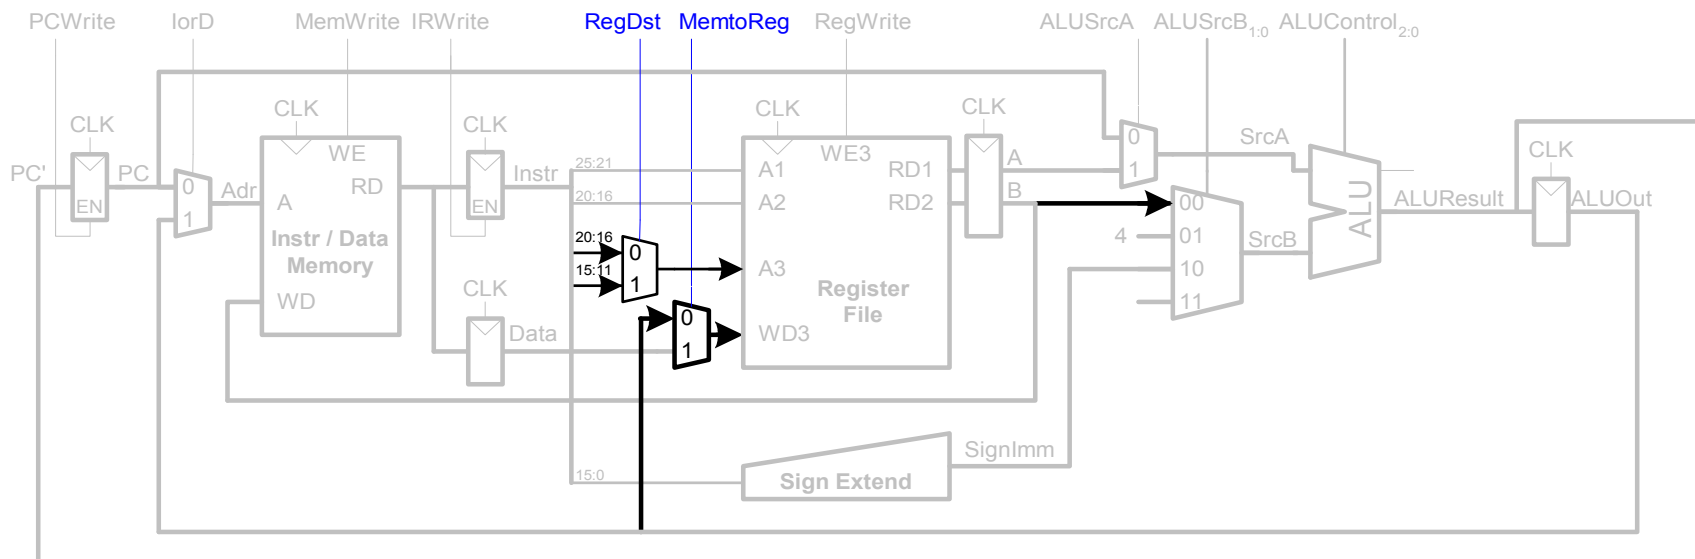 PCWrite IorD MemWrite IRWrite RegDst MemtoReg RegWrite ALUSrcA ALUSrcB1:0 ALUControl2:0
CLK CLK CLK
CLK CLK SrcA CLK
WE 25:21 A1 WE3 RD1 A 0 1
PC' PC 0 Adr RD Instr
EN 1 A EN 20:16 A2 RD2 B 00 ALU ALUResult ALUOut
Instr / Data 20:16 0 4 01 SrcB
Memory 15:11 1 A3 10
CLK Register
WD File 11
Data 0 1 WD3
SignImm
15:0 Sign Extend